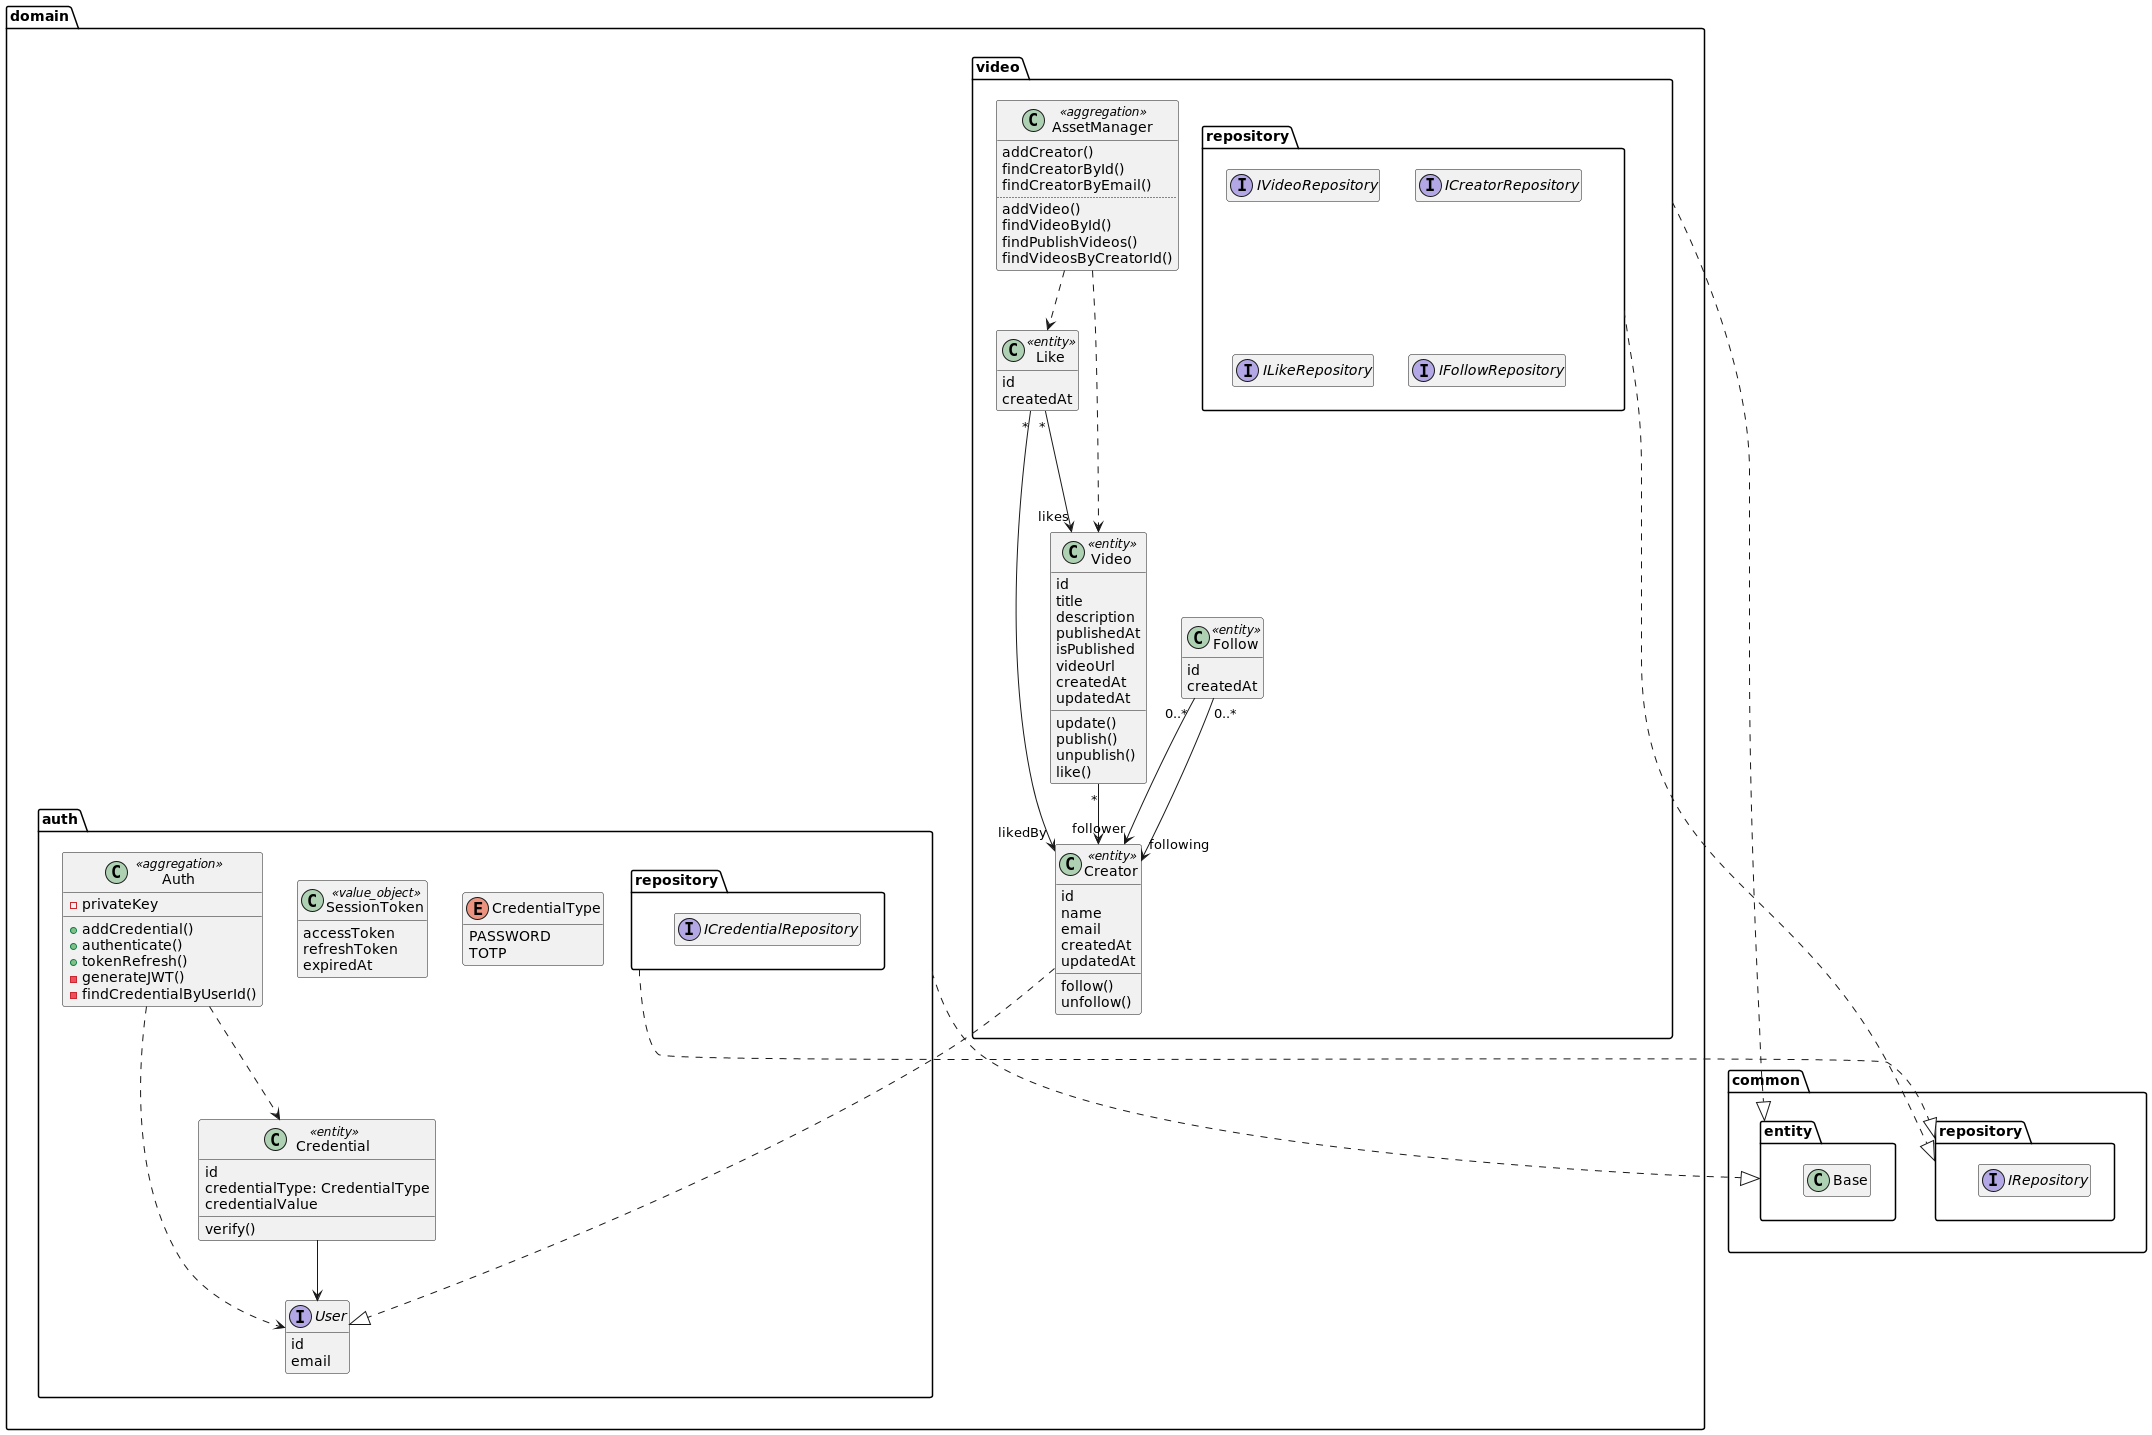 domain
video
«aggregation»
AssetManager
addCreator()
findCreatorById()
findCreatorByEmail()
addVideo()
findVideoById()
findPublishVideos()
findVideosByCreatorId()
repository
IVideoRepository
ICreatorRepository
ILikeRepository
IFollowRepository
«entity»
Like
id
createdAt
* *
likes
«entity»
Video
id
title
description
publishedAt
isPublished
videoUrl
createdAt
updatedAt
update()
publish()
unpublish()
like()
«entity»
Follow
id
createdAt
0..* 0..*
*
likedBy
follower
following
«entity»
Creator
id
name
email
createdAt
updatedAt
follow()
unfollow()
auth
«aggregation»
Auth
privateKey
addCredential()
authenticate()
tokenRefresh()
generateJWT()
findCredentialByUserId()
«value_object»
SessionToken
accessToken
refreshToken
expiredAt
CredentialType
PASSWORD
TOTP
repository
ICredentialRepository
«entity»
Credential
id
credentialType: CredentialType
credentialValue
verify()
User
id
email
common
entity
Base
repository
IRepository